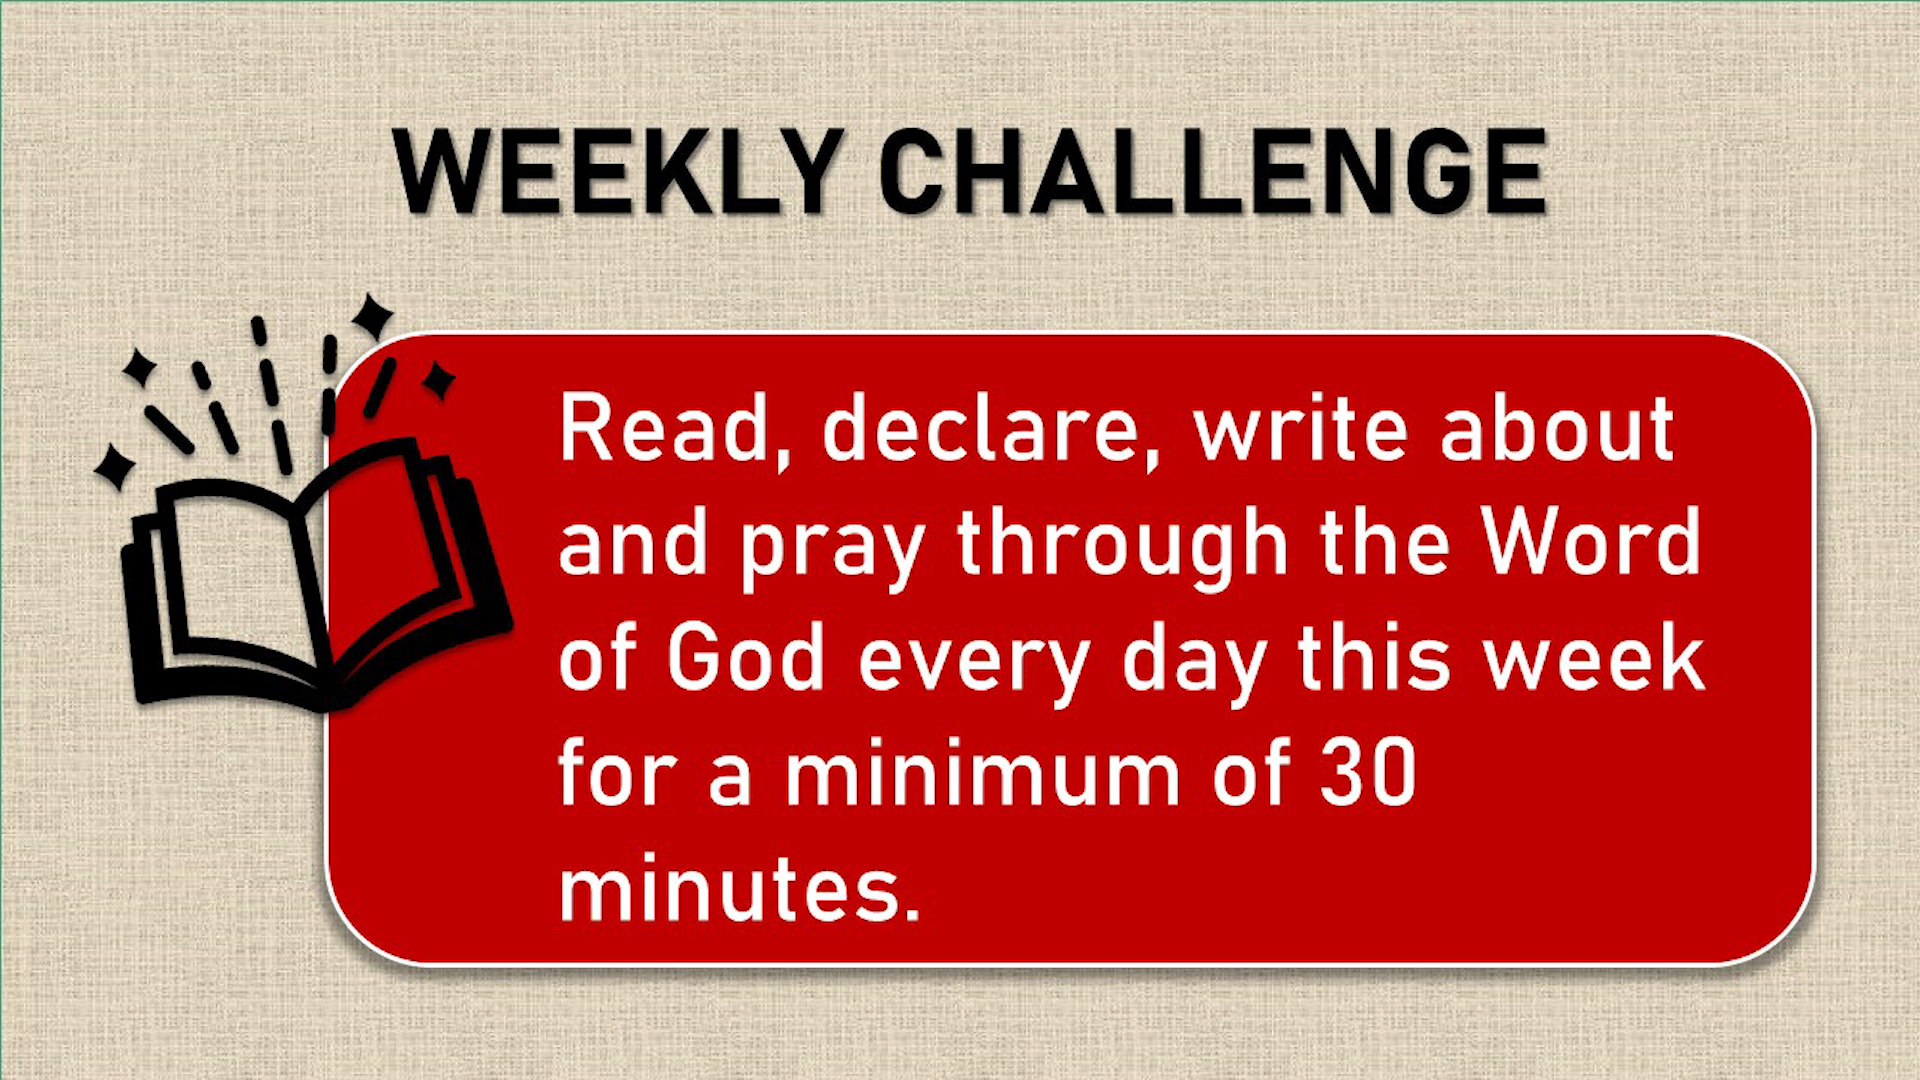 WEEKLY CHALLENGE
Read, declare, write about
and pray through the Word
of God every day this week
for a minimum of 30
minutes.